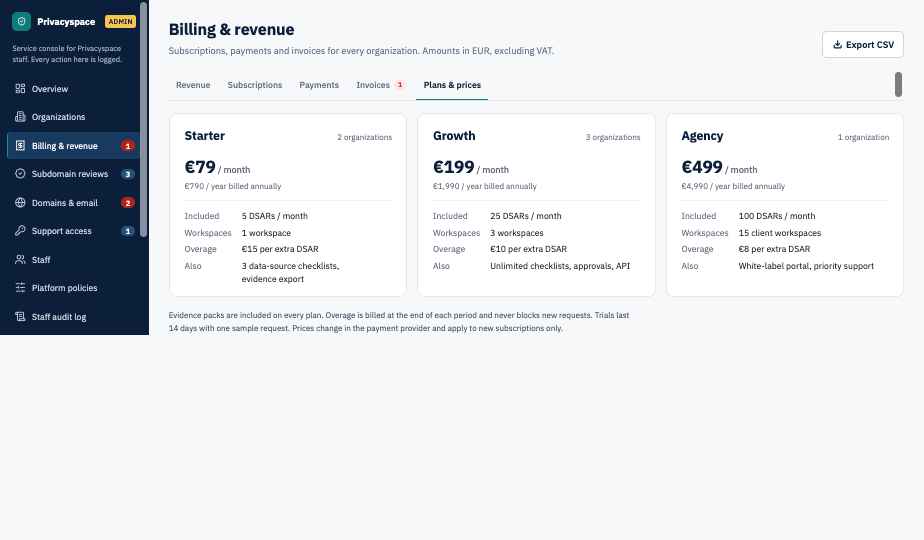 Privacyspace ADMIN
Service console for Privacyspace
staff. Every action here is logged.
Overview
Organizations
Billing & revenue 1
Subdomain reviews 3
Domains & email 2
Support access 1
Staff
Platform policies
Staff audit log
Billing & revenue
Subscriptions, payments and invoices for every organization. Amounts in EUR, excluding VAT.
Export CSV
Revenue Subscriptions Payments Invoices 1 Plans & prices
Starter 2 organizations
€79 / month
€790 / year billed annually
Included 5 DSARs / month
Workspaces 1 workspace
Overage €15 per extra DSAR
Also 3 data-source checklists,
evidence export
Growth 3 organizations
€199 / month
€1,990 / year billed annually
Included 25 DSARs / month
Workspaces 3 workspaces
Overage €10 per extra DSAR
Also Unlimited checklists, approvals, API
Agency 1 organization
€499 / month
€4,990 / year billed annually
Included 100 DSARs / month
Workspaces 15 client workspaces
Overage €8 per extra DSAR
Also White-label portal, priority support
Evidence packs are included on every plan. Overage is billed at the end of each period and never blocks new requests. Trials last
14 days with one sample request. Prices change in the payment provider and apply to new subscriptions only.